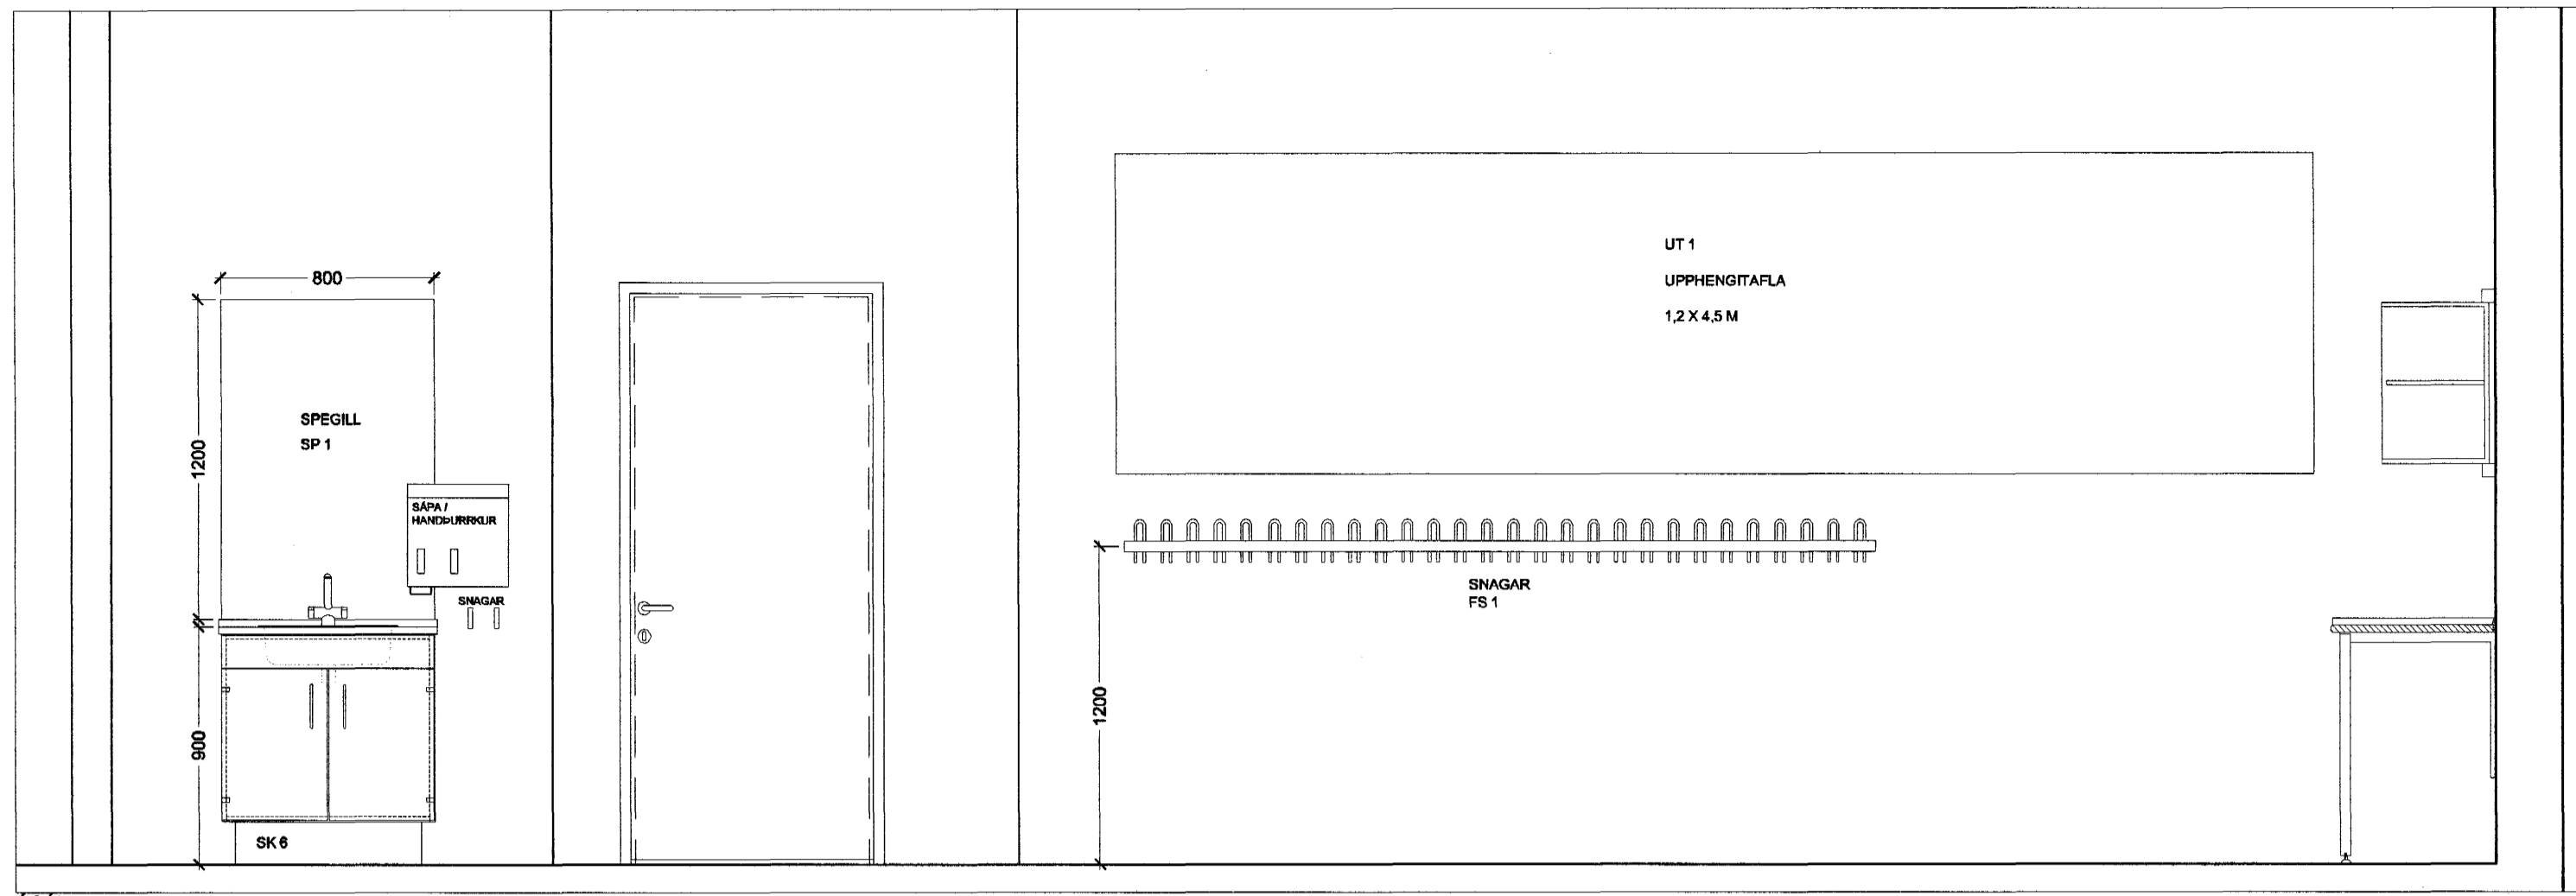 800
1200
900
SPEGILL
SP 1
SÁPA /
HANDÞURRKUR
SNAGAR
SK 6
UT 1
UPPHENGITAFLA
1,2 X 4,5 M
SNAGAR
FS 1
1200